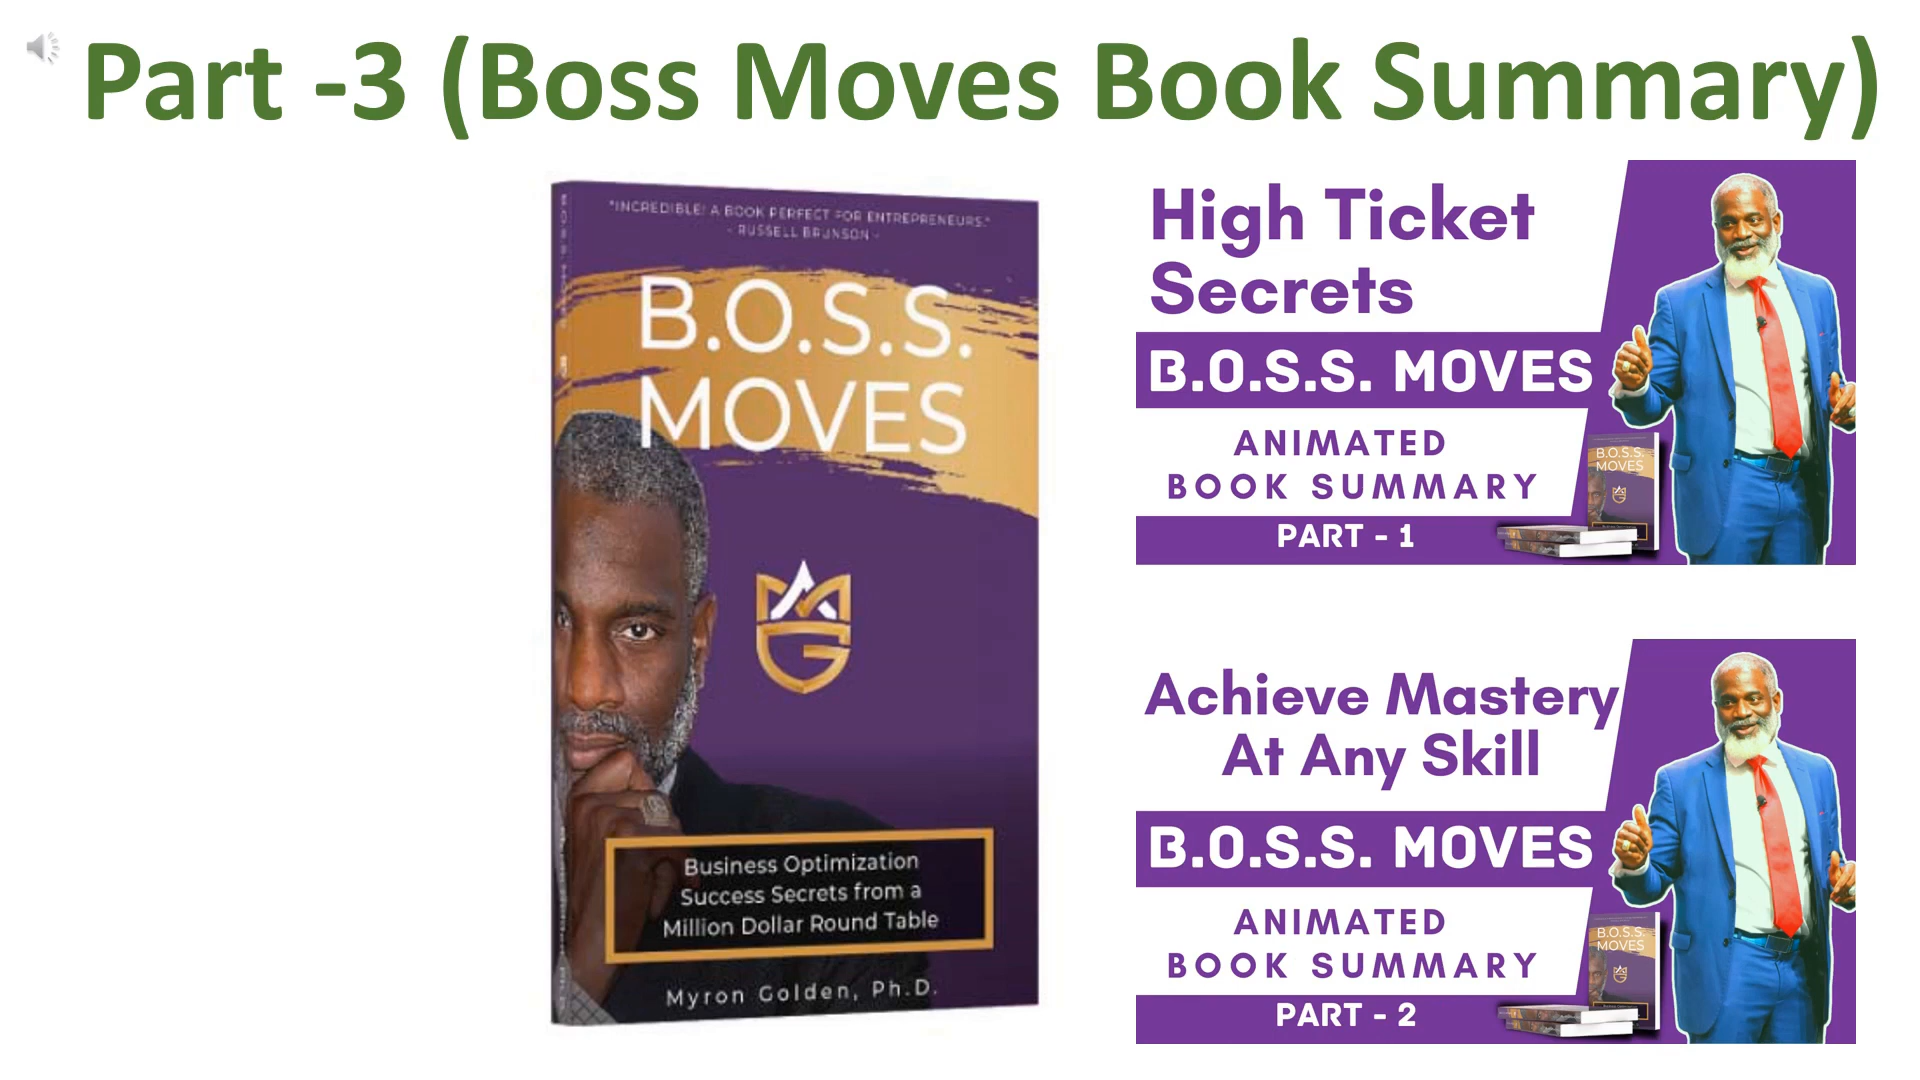 Part -3 (Boss Moves Book Summary)
"INCREDIBLE! A BOOK PERFECT FOR ENTREPRENEURS."
- RUSSELL BRUNSON -
B.O.S.S.
MOVES
Business Optimization
Success Secrets from a
Million Dollar Round Table
Myron Golden, Ph.D.
High Ticket
Secrets
B.O.S.S. MOVES
ANIMATED
BOOK SUMMARY
PART - 1
B.O.S.S.
MOVES
Achieve Mastery
At Any Skill
B.O.S.S. MOVES
ANIMATED
BOOK SUMMARY
PART - 2
B.O.S.S.
MOVES